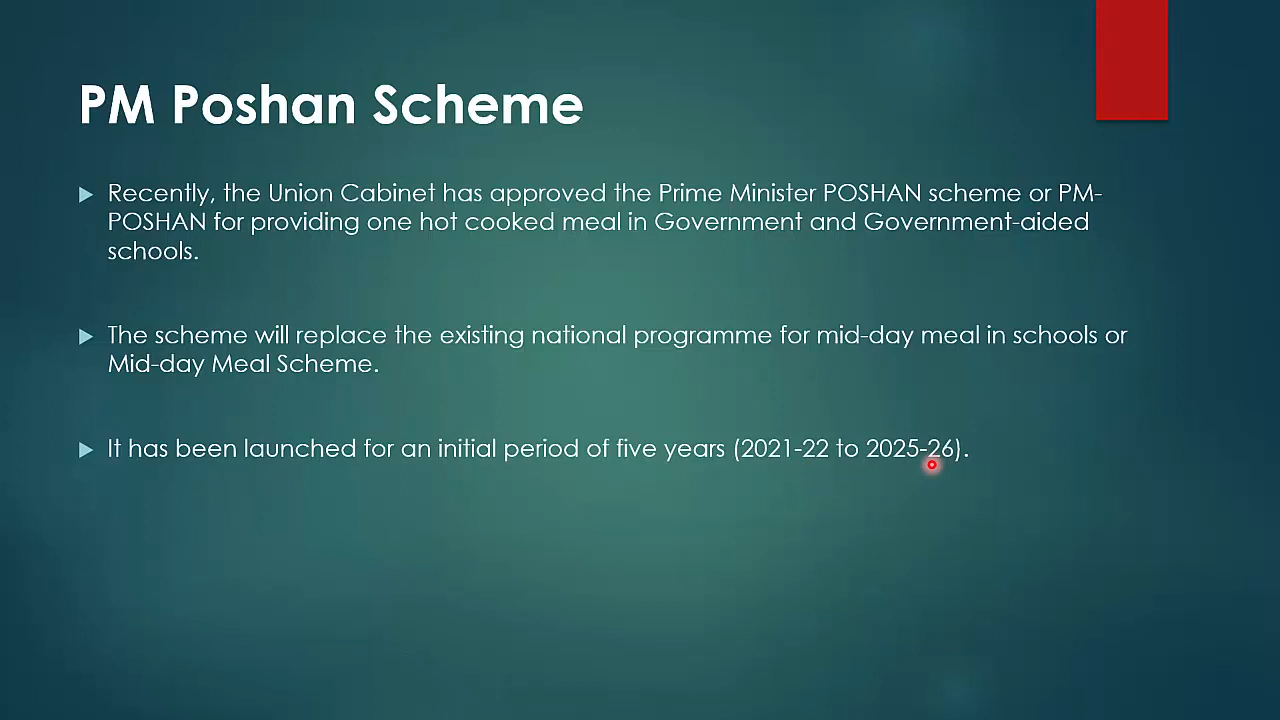 PM Poshan Scheme
Recently, the Union Cabinet has approved the Prime Minister POSHAN scheme or PM-
POSHAN for providing one hot cooked meal in Government and Government-aided
schools.
The scheme will replace the existing national programme for mid-day meal in schools or
Mid-day Meal Scheme.
It has been launched for an initial period of five years (2021-22 to 2025-26).